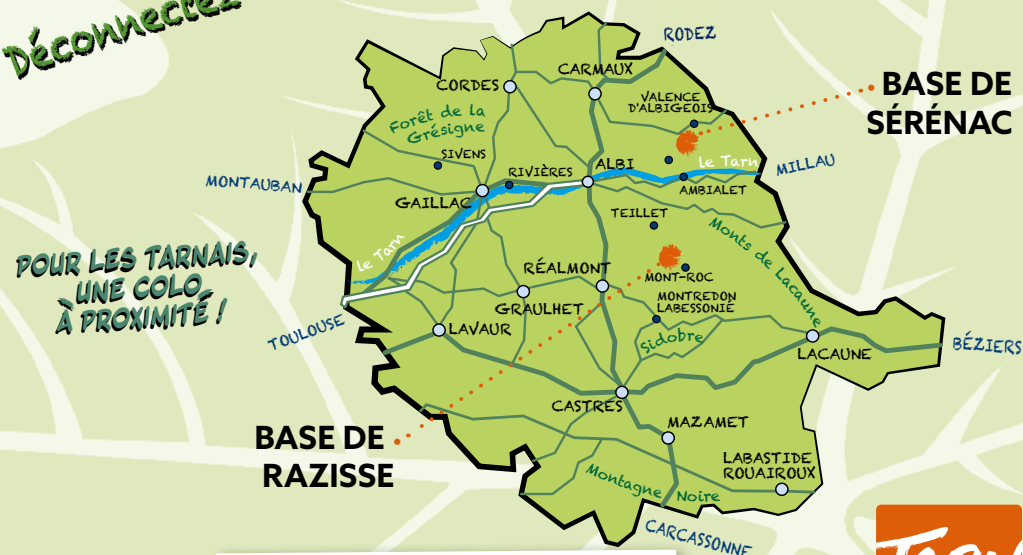 Déconnectez
RODEZ
CARMAUX
CORDES
BASE DE
SÉRÉNAC
VALENCE
D'ALBIGEOIS
Forêt de la
Grésigne
SIVENS
RIVIÈRES
ALBI
le Tarn
MILLAU
MONTAUBAN
AMBIALET
GAILLAC
TEILLET
Monts de Lacaune
le Tarn
POUR LES TARNAIS,
UNE COLO
À PROXIMITÉ !
RÉALMONT
MONT-ROC
GRAULHET
MONTREDON
LABESSONIÉ
TOULOUSE
LAVAUR
Sidobre
LACAUNE
BÉZIERS
CASTRES
MAZAMET
BASE DE
RAZISSE
LABASTIDE
ROUAIROUX
Montagne Noire
CARCASSONNE